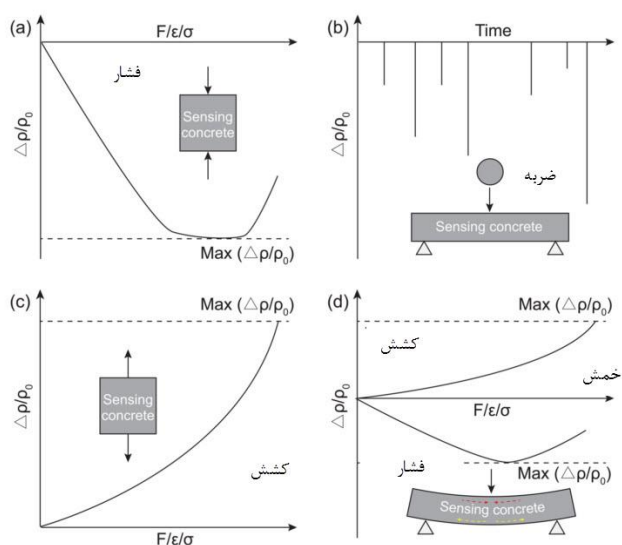 (a)
F/ε/σ
فشار
Sensing
concrete
△ρ/ρ₀
Max (△ρ/ρ₀)
(b)
Time
△ρ/ρ₀
ضربه
Sensing concrete
(c)
Max (△ρ/ρ₀)
△ρ/ρ₀
Sensing
concrete
کشش
F/ε/σ
(d)
Max (△ρ/ρ₀)
کشش
خمش
△ρ/ρ₀
F/ε/σ
فشار
Max (△ρ/ρ₀)
Sensing concrete